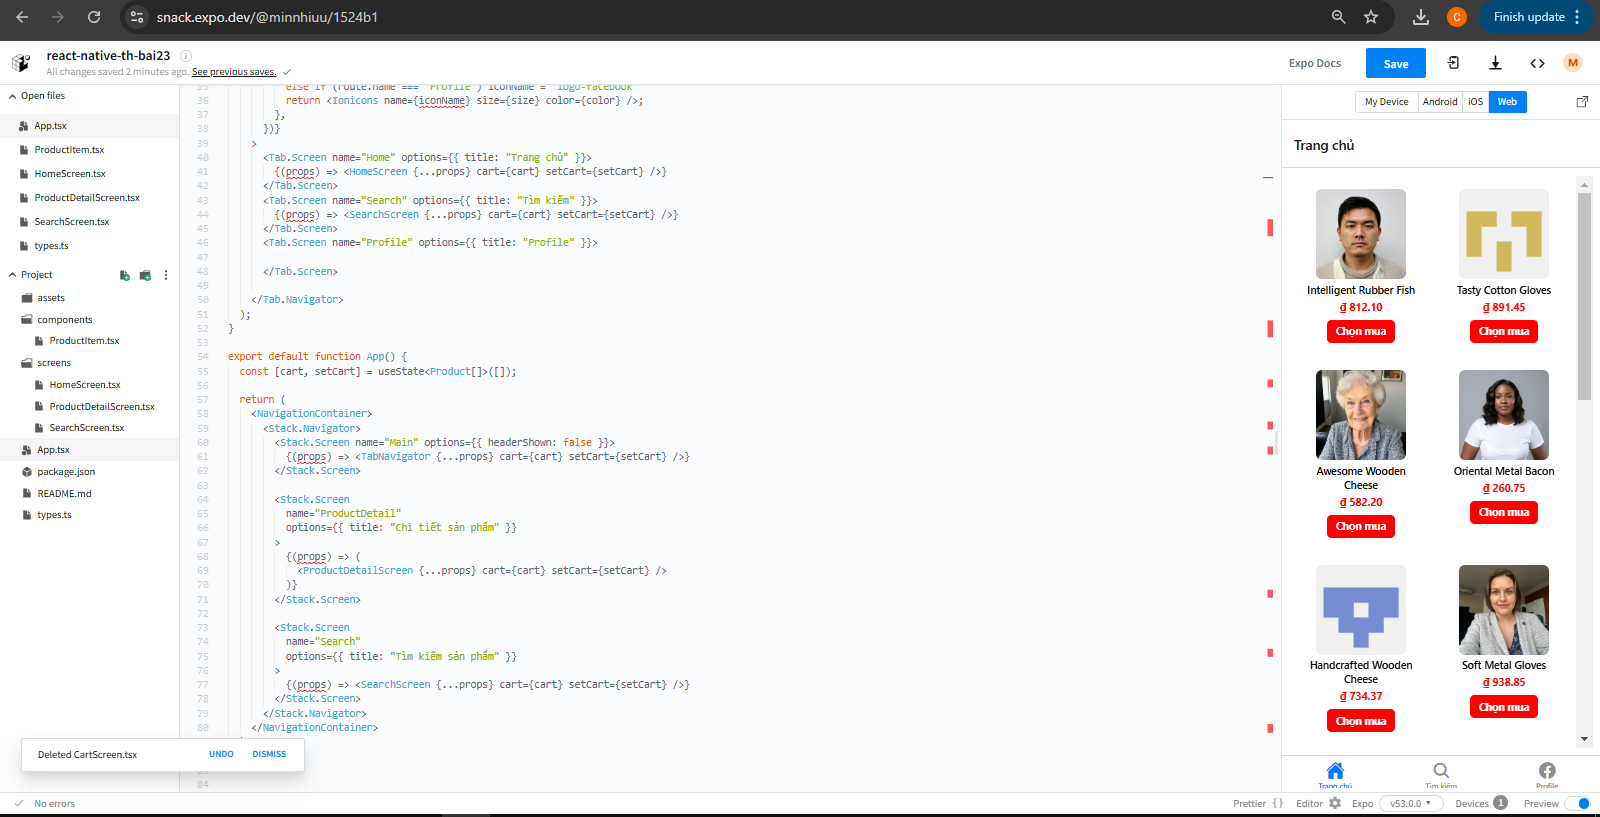 snack.expo.dev/@minnhiuu/1524b1
C
Finish update
react-native-th-bai23
All changes saved 2 minutes ago. See previous saves.
Expo Docs
Save
M
Open files
App.tsx
ProductItem.tsx
HomeScreen.tsx
ProductDetailScreen.tsx
SearchScreen.tsx
types.ts
Project
assets
components
ProductItem.tsx
screens
HomeScreen.tsx
ProductDetailScreen.tsx
SearchScreen.tsx
App.tsx
package.json
README.md
types.ts
Deleted CartScreen.tsx UNDO DISMISS
35 else if (route.name === "Profile") iconName = "logo-facebook"
36 return <Ionicons name={iconName} size={size} color={color} />;
37 },
38 })}
39 >
40 <Tab.Screen name="Home" options={{ title: "Trang chủ" }}>
41 {(props) => <HomeScreen {...props} cart={cart} setCart={setCart} />}
42 </Tab.Screen>
43 <Tab.Screen name="Search" options={{ title: "Tìm kiếm" }}>
44 {(props) => <SearchScreen {...props} cart={cart} setCart={setCart} />}
45 </Tab.Screen>
46 <Tab.Screen name="Profile" options={{ title: "Profile" }}>
47
48 </Tab.Screen>
49
50 </Tab.Navigator>
51 );
52 }
53
54 export default function App() {
55 const [cart, setCart] = useState<Product[]>([]);
56
57 return (
58 <NavigationContainer>
59 <Stack.Navigator>
60 <Stack.Screen name="Main" options={{ headerShown: false }}>
61 {(props) => <TabNavigator {...props} cart={cart} setCart={setCart} />}
62 </Stack.Screen>
63
64 <Stack.Screen
65 name="ProductDetail"
66 options={{ title: "Chi tiết sản phẩm" }}
67 >
68 {(props) => (
69 <ProductDetailScreen {...props} cart={cart} setCart={setCart} />
70 )}
71 </Stack.Screen>
72
73 <Stack.Screen
74 name="Search"
75 options={{ title: "Tìm kiếm sản phẩm" }}
76 >
77 {(props) => <SearchScreen {...props} cart={cart} setCart={setCart} />}
78 </Stack.Screen>
79 </Stack.Navigator>
80 </NavigationContainer>
84
My Device Android iOS Web
Trang chủ
Intelligent Rubber Fish
₫ 812.10
Chọn mua
Tasty Cotton Gloves
₫ 891.45
Chọn mua
Awesome Wooden
Cheese
₫ 582.20
Chọn mua
Oriental Metal Bacon
₫ 260.75
Chọn mua
Handcrafted Wooden
Cheese
₫ 734.37
Chọn mua
Soft Metal Gloves
₫ 938.85
Chọn mua
Trang chủ Tìm kiếm Profile
No errors
Prettier { } Editor Expo v53.0.0 Devices 1 Preview